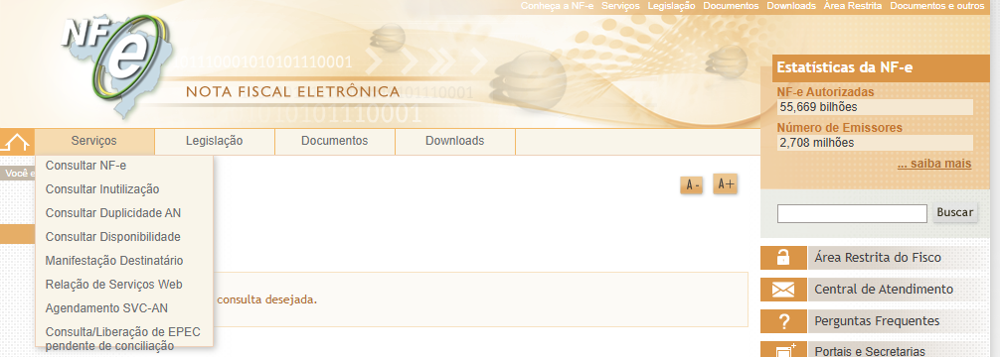 Conheça a NF-e Serviços Legislação Documentos Downloads Área Restrita Documentos e outros
NF
e
110001010101110001
NOTA FISCAL ELETRÔNICA
101010101110001
Estatísticas da NF-e
NF-e Autorizadas
55,669 bilhões
Número de Emissores
2,708 milhões
... saiba mais
Serviços Legislação Documentos Downloads
Você e
Consultar NF-e
Consultar Inutilização
Consultar Duplicidade AN
Consultar Disponibilidade
Manifestação Destinatário
Relação de Serviços Web
Agendamento SVC-AN
Consulta/Liberação de EPEC
pendente de conciliação
A - A+
consulta desejada.
Buscar
Área Restrita do Fisco
Central de Atendimento
? Perguntas Frequentes
Portais e Secretarias